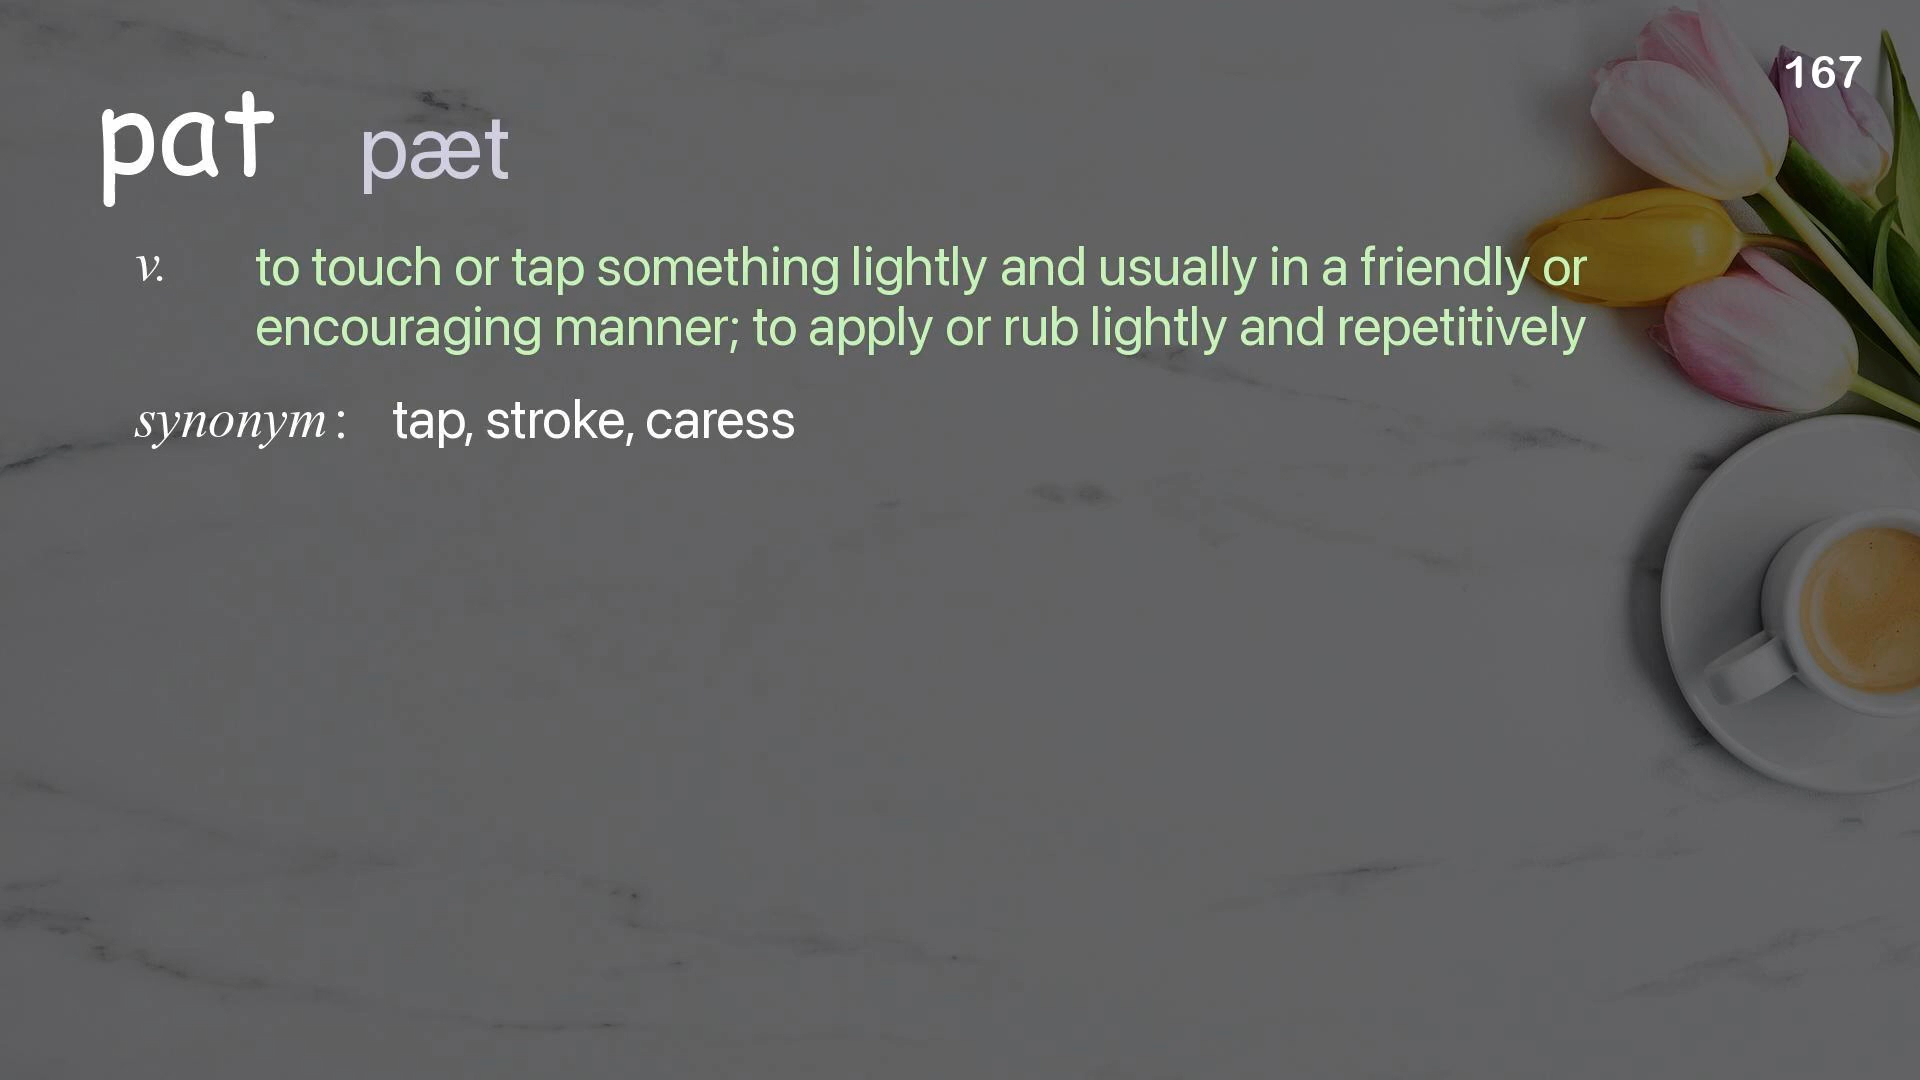 167
pat pæt
v. to touch or tap something lightly and usually in a friendly or
encouraging manner; to apply or rub lightly and repetitively
synonym : tap, stroke, caress